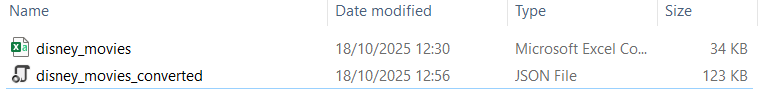 Name Date modified Type Size
disney_movies 18/10/2025 12:30 Microsoft Excel Co... 34 KB
disney_movies_converted 18/10/2025 12:56 JSON File 123 KB